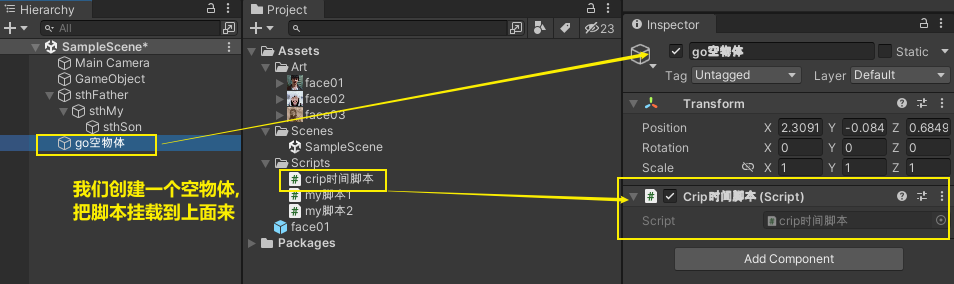 Hierarchy
All
SampleScene*
Main Camera
GameObject
sthFather
sthMy
sthSon
go空物体
我们创建一个空物体,
把脚本挂载到上面来
Project
23
Assets
Art
face01
face02
face03
Scenes
SampleScene
Scripts
crip时间脚本
my脚本1
my脚本2
face01
Packages
Inspector
go空物体
Static
Tag Untagged Layer Default
Transform
Position X 2.3091 Y -0.084 Z 0.6849
Rotation X 0 Y 0 Z 0
Scale X 1 Y 1 Z 1
Crip时间脚本 (Script)
Script crip时间脚本
Add Component